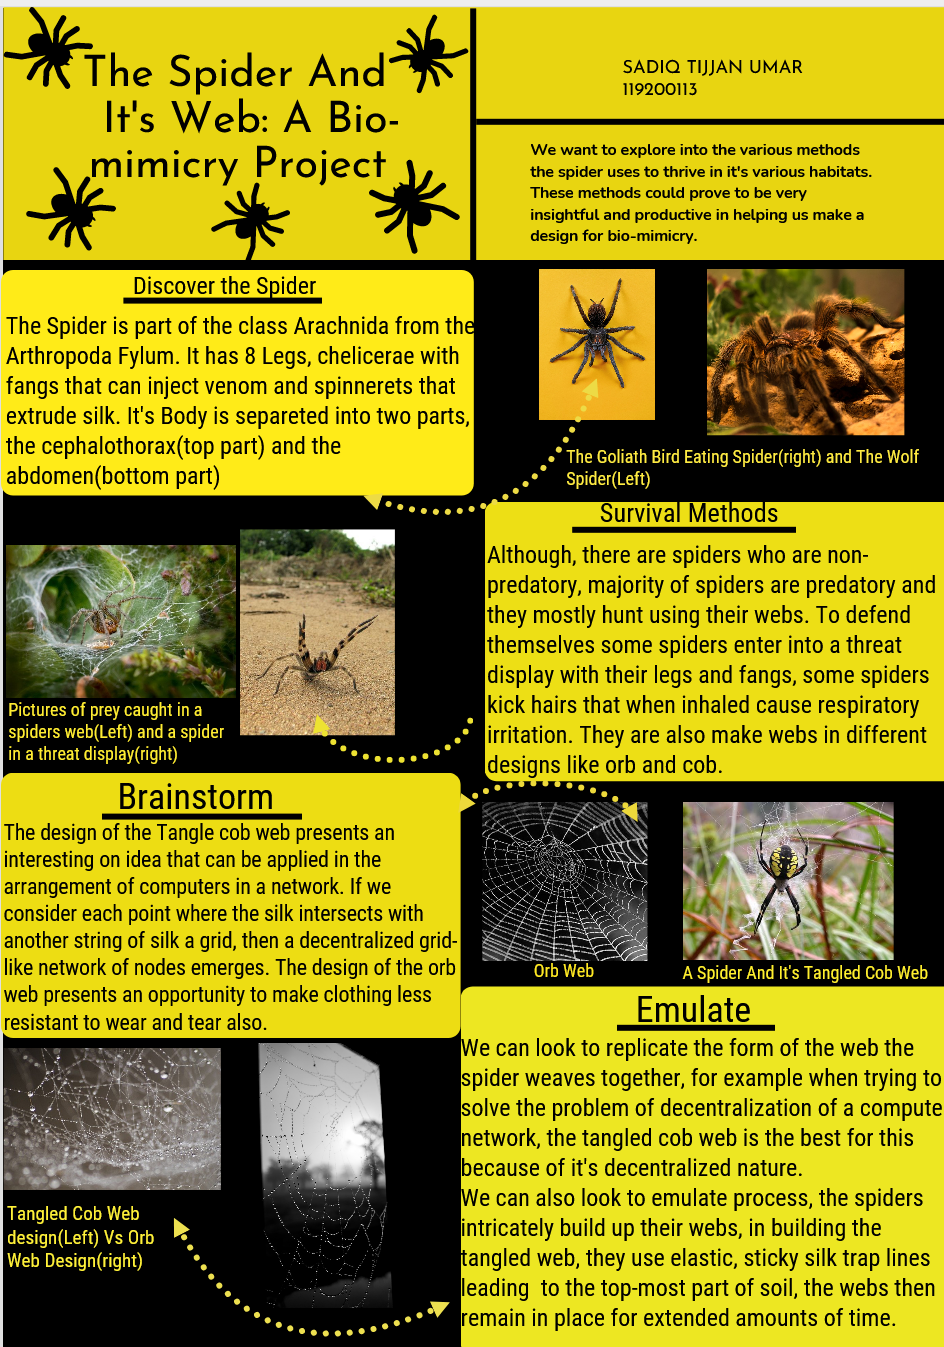 The Spider And
It's Web: A Bio-
mimicry Project
SADIQ TIJJAN UMAR
119200113
We want to explore into the various methods
the spider uses to thrive in it's various habitats.
These methods could prove to be very
insightful and productive in helping us make a
design for bio-mimicry.
Discover the Spider
The Spider is part of the class Arachnida from the
Arthropoda Fylum. It has 8 Legs, chelicerae with
fangs that can inject venom and spinnerets that
extrude silk. It's Body is separeted into two parts,
the cephalothorax(top part) and the
abdomen(bottom part)
The Goliath Bird Eating Spider(right) and The Wolf
Spider(Left)
Survival Methods
Although, there are spiders who are non-
predatory, majority of spiders are predatory and
they mostly hunt using their webs. To defend
themselves some spiders enter into a threat
display with their legs and fangs, some spiders
kick hairs that when inhaled cause respiratory
irritation. They are also make webs in different
designs like orb and cob.
Pictures of prey caught in a
spiders web(Left) and a spider
in a threat display(right)
Brainstorm
The design of the Tangle cob web presents an
interesting on idea that can be applied in the
arrangement of computers in a network. If we
consider each point where the silk intersects with
another string of silk a grid, then a decentralized grid-
like network of nodes emerges. The design of the orb
web presents an opportunity to make clothing less
resistant to wear and tear also.
Orb Web
A Spider And It's Tangled Cob Web
Emulate
We can look to replicate the form of the web the
spider weaves together, for example when trying to
solve the problem of decentralization of a compute
network, the tangled cob web is the best for this
because of it's decentralized nature.
We can also look to emulate process, the spiders
intricately build up their webs, in building the
tangled web, they use elastic, sticky silk trap lines
leading  to the top-most part of soil, the webs then
remain in place for extended amounts of time.
Tangled Cob Web
design(Left) Vs Orb
Web Design(right)